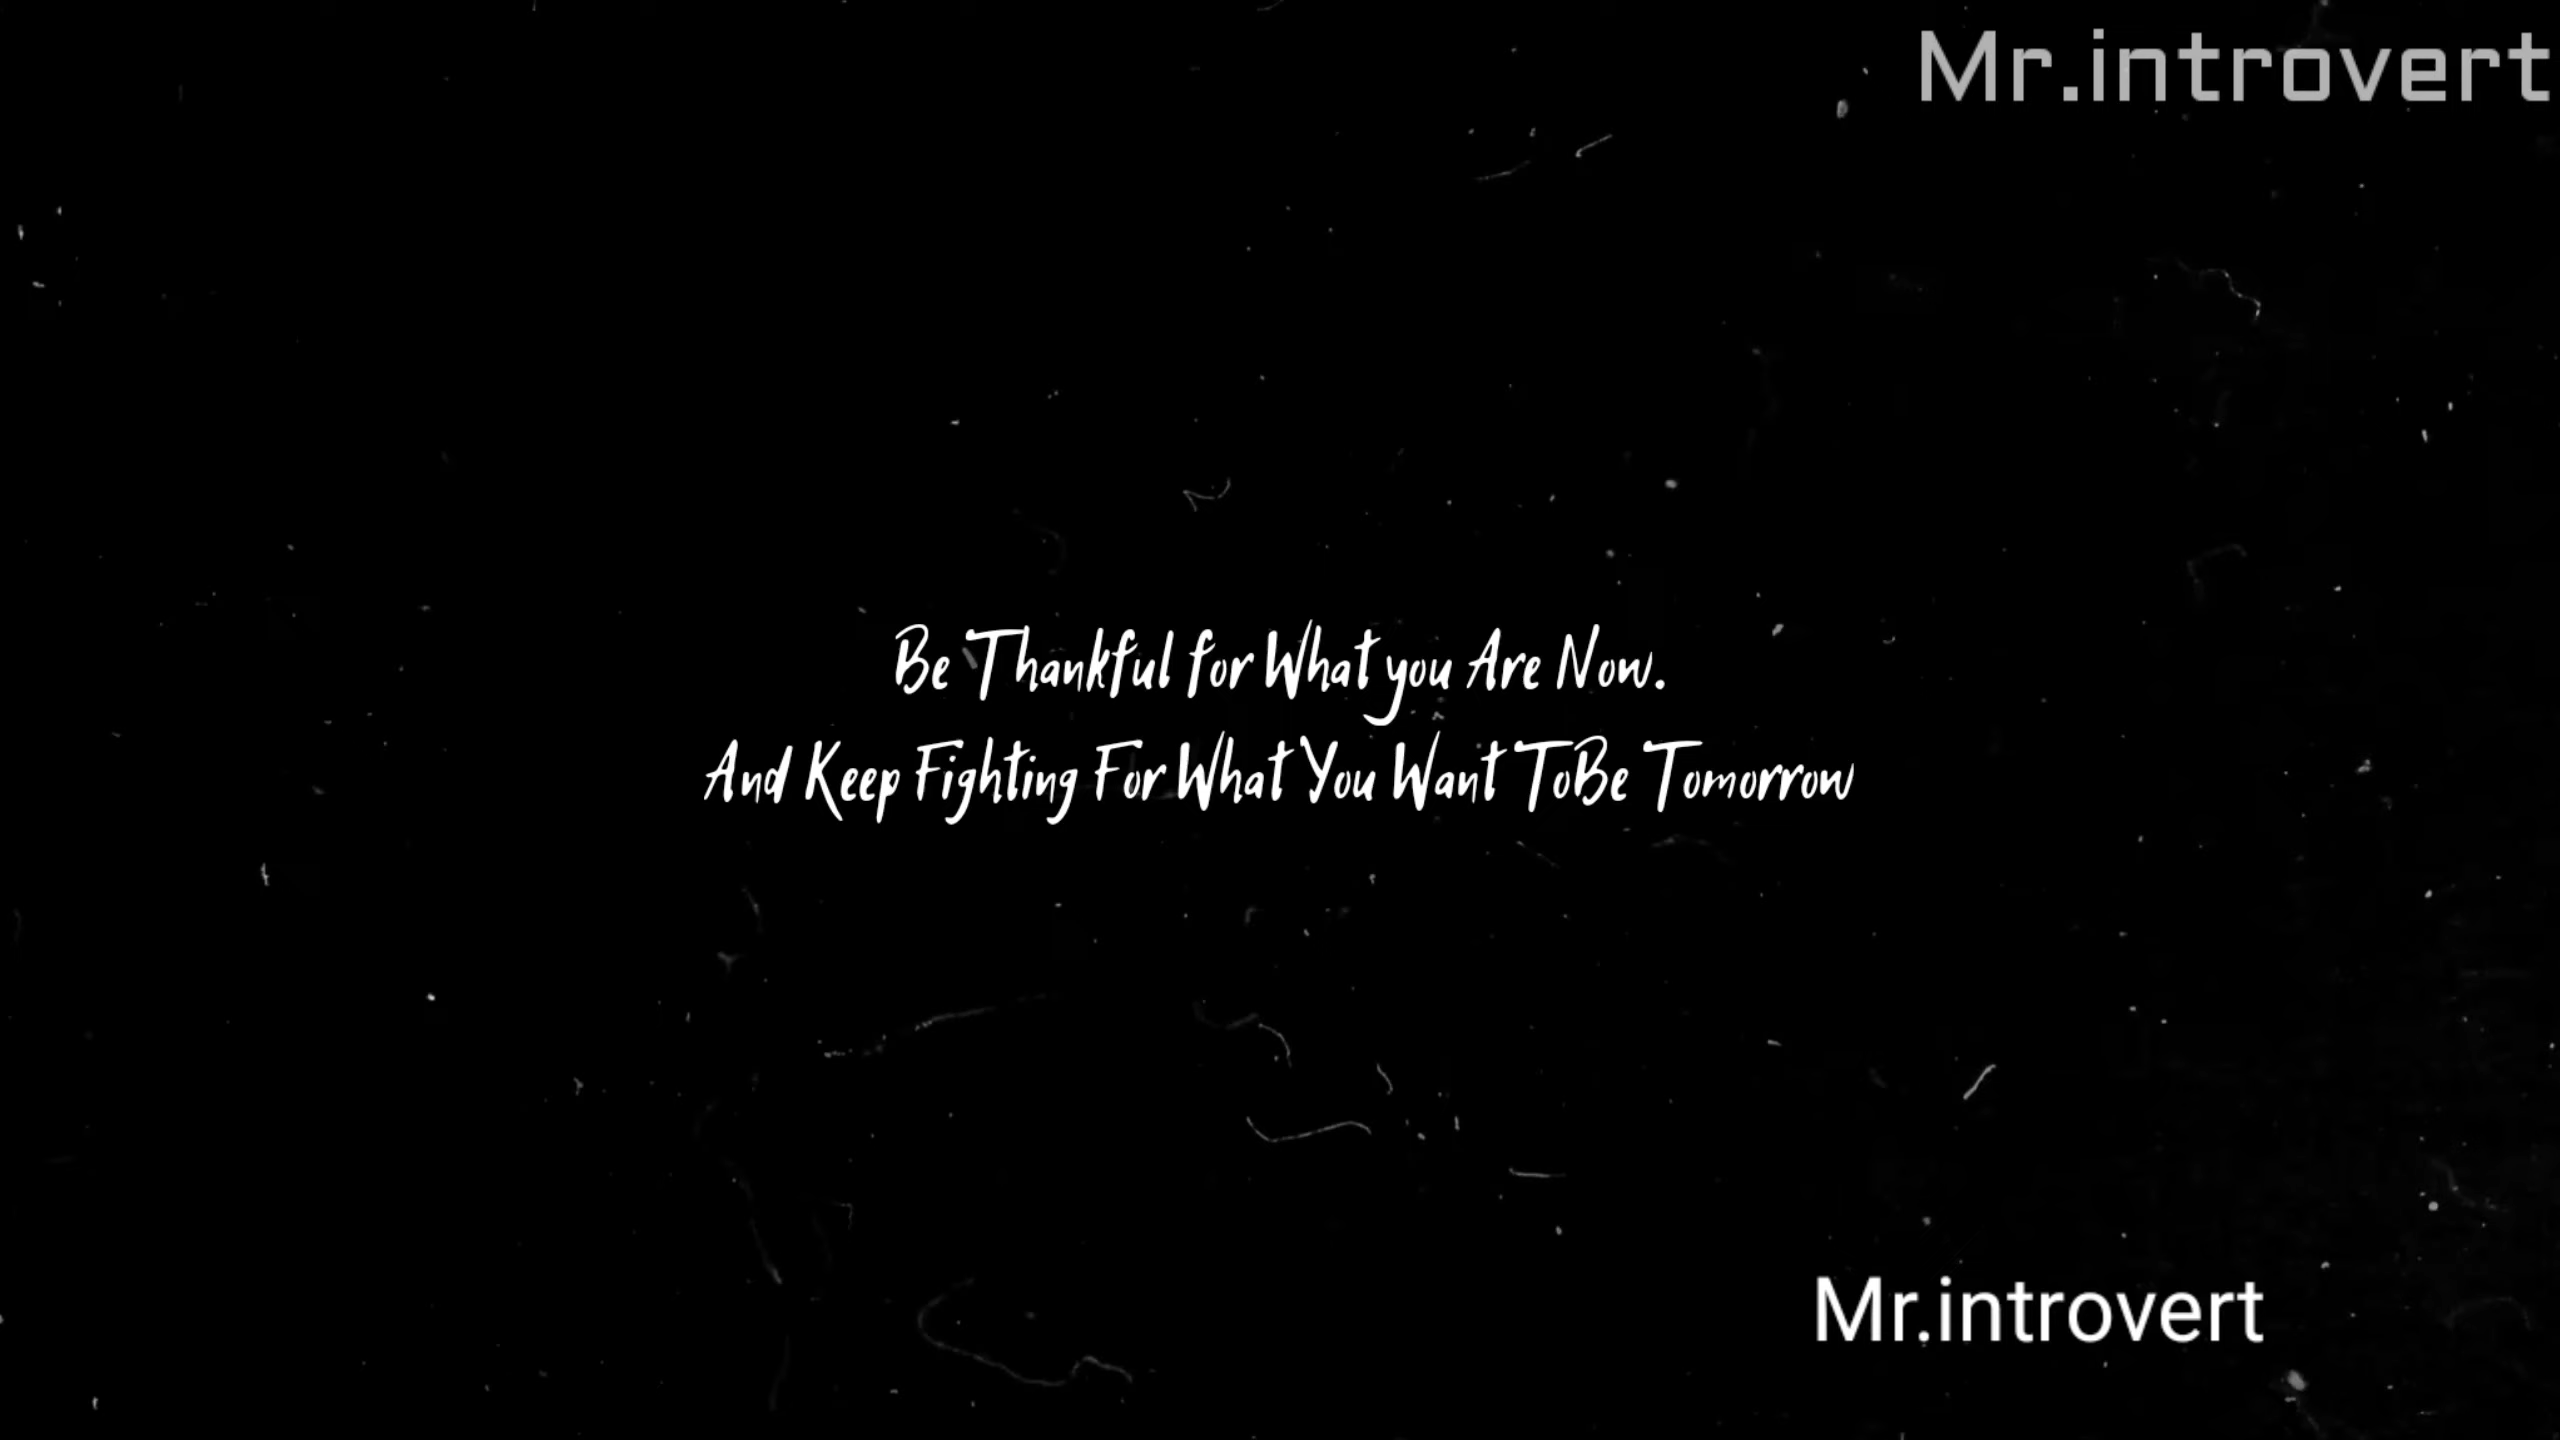 Mr.introvert
Be Thankful for What you Are Now.
And Keep Fighting For What You Want ToBe Tomorrow
Mr.introvert